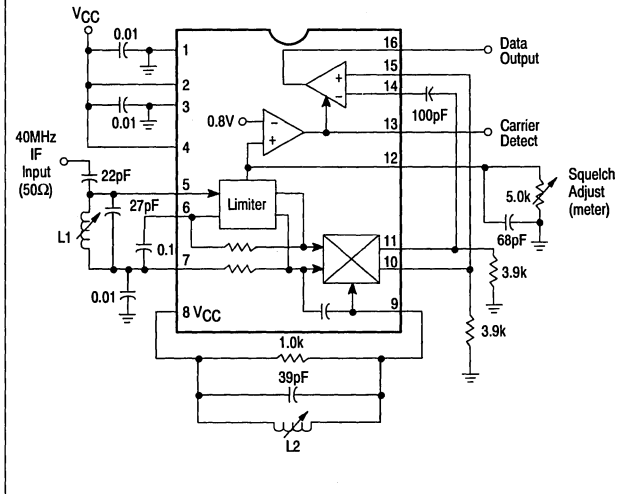 VCC
0.01
1
16
Data
Output
15
2
14
3
0.8V
100pF
0.01
13
Carrier
Detect
40MHz
IF
Input
(50Ω)
4
12
22pF
5
Limiter
5.0k
Squelch
Adjust
(meter)
27pF
6
68pF
L1
0.1
11
7
10
3.9k
0.01
8 VCC
9
1.0k
3.9k
39pF
L2